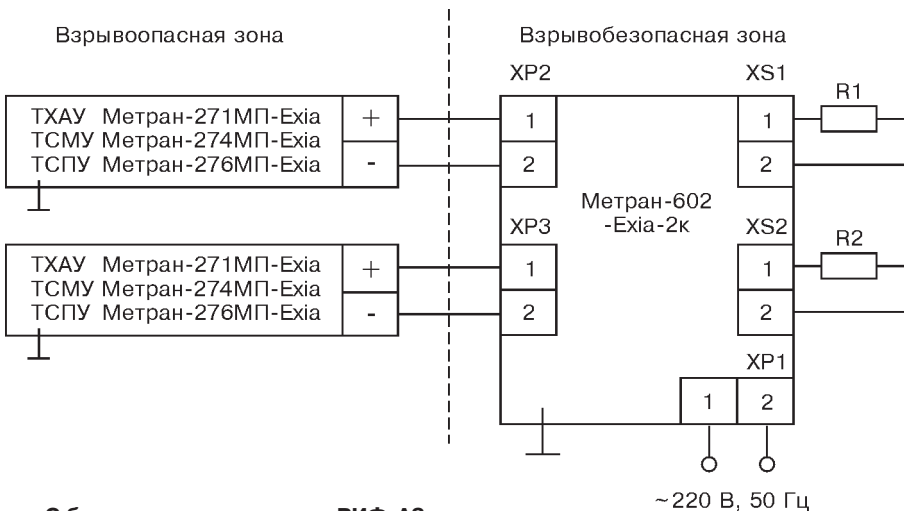 Взрывоопасная зона
Взрывобезопасная зона
XP2
XS1
R1
ТХАУ Метран-271МП-Exia
ТСМУ Метран-274МП-Exia
ТСПУ Метран-276МП-Exia
+
-
1
2
1
2
Метран-602
-Exia-2к
XP3
XS2
R2
ТХАУ Метран-271МП-Exia
ТСМУ Метран-274МП-Exia
ТСПУ Метран-276МП-Exia
+
-
1
2
1
2
XP1
1
2
~220 В, 50 Гц